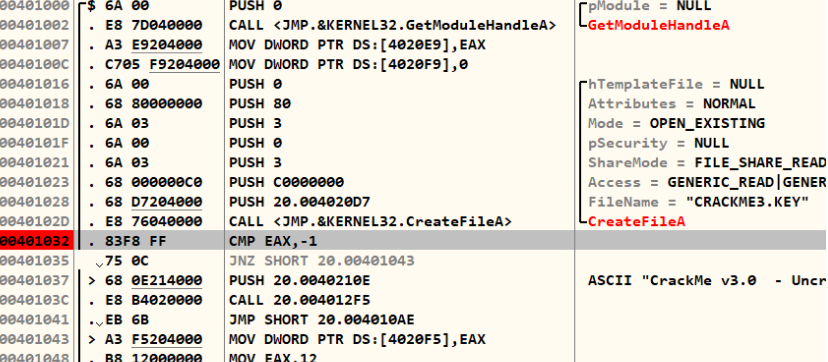 00401000 $ 6A 00 PUSH 0 pModule = NULL
00401002 . E8 7D040000 CALL <JMP.&KERNEL32.GetModuleHandleA> GetModuleHandleA
00401007 . A3 E9204000 MOV DWORD PTR DS:[4020E9],EAX
0040100C . C705 F9204000 MOV DWORD PTR DS:[4020F9],0
00401016 . 6A 00 PUSH 0 hTemplateFile = NULL
00401018 . 68 80000000 PUSH 80 Attributes = NORMAL
0040101D . 6A 03 PUSH 3 Mode = OPEN_EXISTING
0040101F . 6A 00 PUSH 0 pSecurity = NULL
00401021 . 6A 03 PUSH 3 ShareMode = FILE_SHARE_READ
00401023 . 68 000000C0 PUSH C0000000 Access = GENERIC_READ|GENER
00401028 . 68 D7204000 PUSH 20.004020D7 FileName = "CRACKME3.KEY"
0040102D . E8 76040000 CALL <JMP.&KERNEL32.CreateFileA> CreateFileA
00401032 . 83F8 FF CMP EAX,-1
00401035 .⌄75 0C JNZ SHORT 20.00401043
00401037 > 68 0E214000 PUSH 20.0040210E ASCII "CrackMe v3.0  - Uncr
0040103C . E8 B4020000 CALL 20.004012F5
00401041 .⌄EB 6B JMP SHORT 20.004010AE
00401043 > A3 F5204000 MOV DWORD PTR DS:[4020F5],EAX
00401048 . B8 12000000 MOV EAX,12